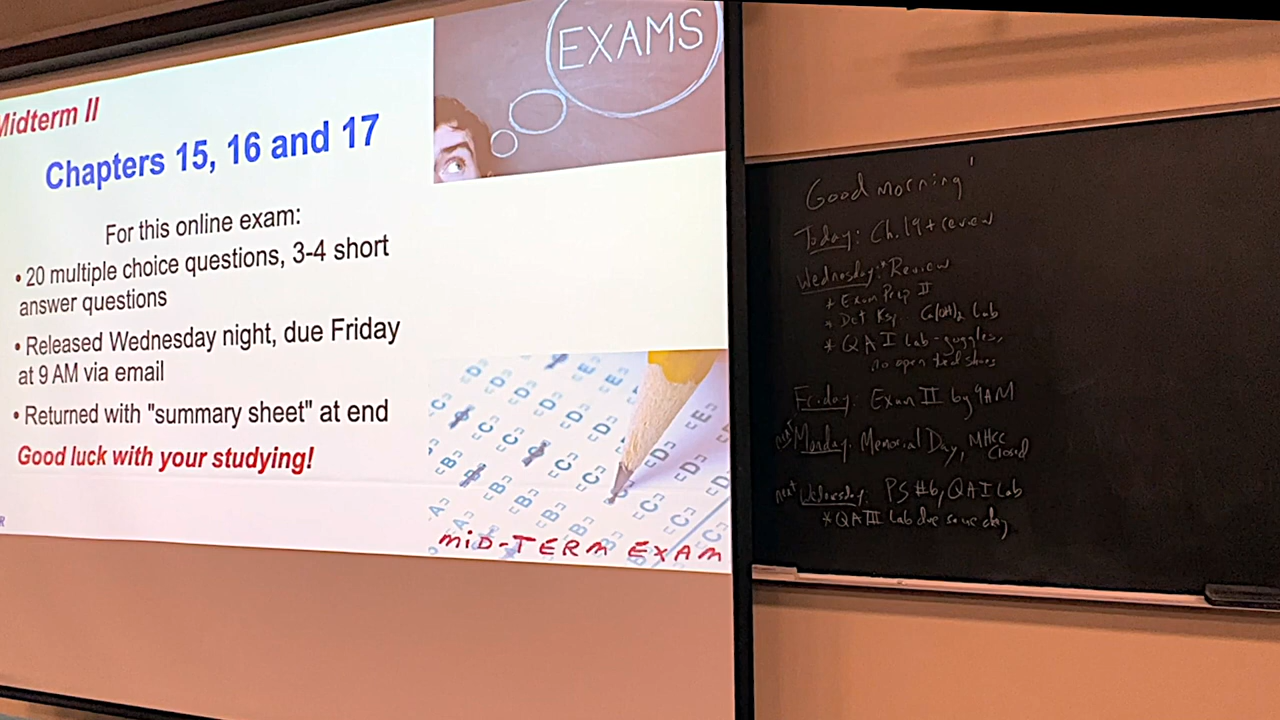 Midterm II
EXAMS
Chapters 15, 16 and 17
For this online exam:
• 20 multiple choice questions, 3-4 short
answer questions
• Released Wednesday night, due Friday
at 9 AM via email
• Returned with "summary sheet" at end
Good luck with your studying!
MID-TERM EXAM
Good morning!
Today: Ch. 19 + review
Wednesday: * Review
* Exam Prep II
* Det Ksp Ca(OH)2 Lab
* QA I Lab - goggles,
no open toed shoes
Friday: Exam II by 9AM
next Monday: Memorial Day, MHCC
Closed
next Wednesday: PS #6, QA I Lab
* QA III Lab due same day